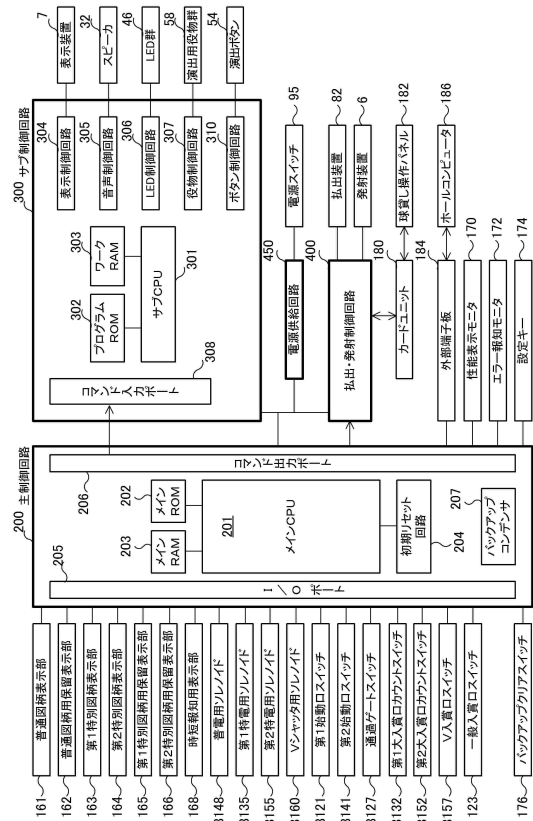 161 普通図柄表示部
162 普通図柄用保留表示部
163 第1特別図柄表示部
164 第2特別図柄表示部
165 第1特別図柄用保留表示部
166 第2特別図柄用保留表示部
168 時短報知用表示部
3148 普電用ソレノイド
3135 第1特電用ソレノイド
3155 第2特電用ソレノイド
3160 Vシャッタ用ソレノイド
3121 第1始動口スイッチ
3141 第2始動口スイッチ
3127 通過ゲートスイッチ
3132 第1大入賞口カウントスイッチ
3152 第2大入賞口カウントスイッチ
3157 V入賞口スイッチ
123 一般入賞口スイッチ
176 バックアップクリアスイッチ
200 主制御回路
205
I/Oポート
203 メインRAM
202 メインROM
201
メインCPU
初期リセット回路
204
207
バックアップコンデンサ
206
コマンド出力ポート
300 サブ制御回路
308
コマンド入力ポート
302 プログラムROM
303 ワークRAM
サブCPU
301
304 表示制御回路
305 音声制御回路
306 LED制御回路
307 役物制御回路
310 ボタン制御回路
表示装置 7
スピーカ 32
LED群 46
演出用役物群 58
演出ボタン 54
450 電源供給回路
電源スイッチ 95
400 払出・発射制御回路
払出装置 82
発射装置 6
180 カードユニット
球貸し操作パネル 182
184 外部端子板
ホールコンピュータ 186
性能表示モニタ 170
エラー報知モニタ 172
設定キー 174